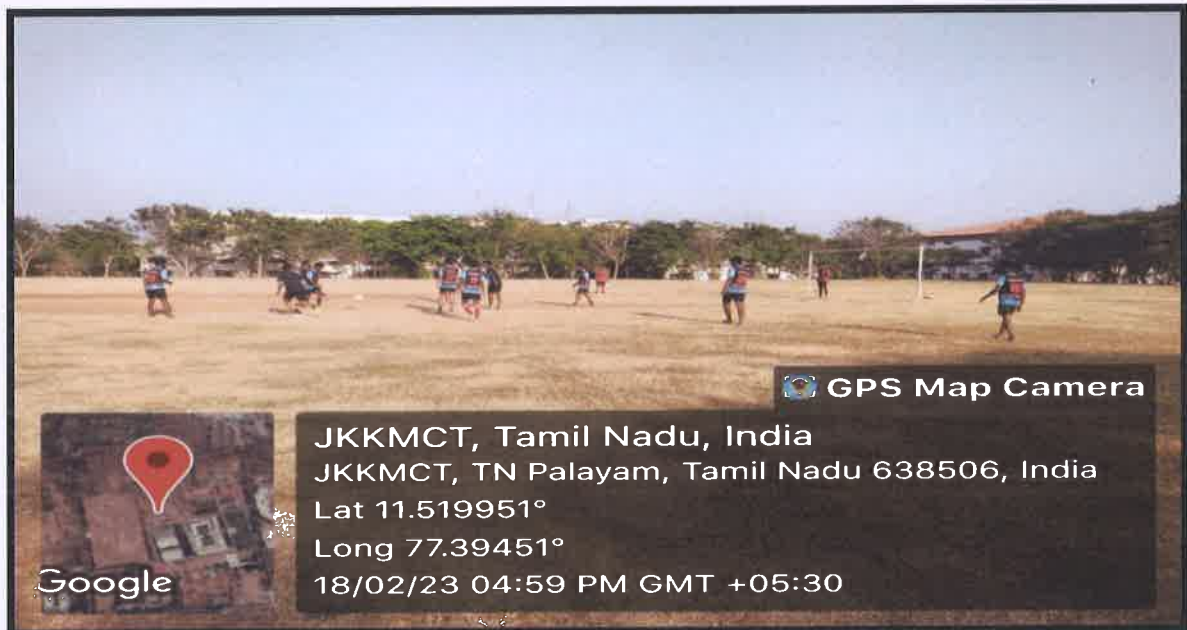 GPS Map Camera
JKKMCT, Tamil Nadu, India
JKKMCT, TN Palayam, Tamil Nadu 638506, India
Lat 11.519951°
Long 77.39451°
18/02/23 04:59 PM GMT +05:30
Google